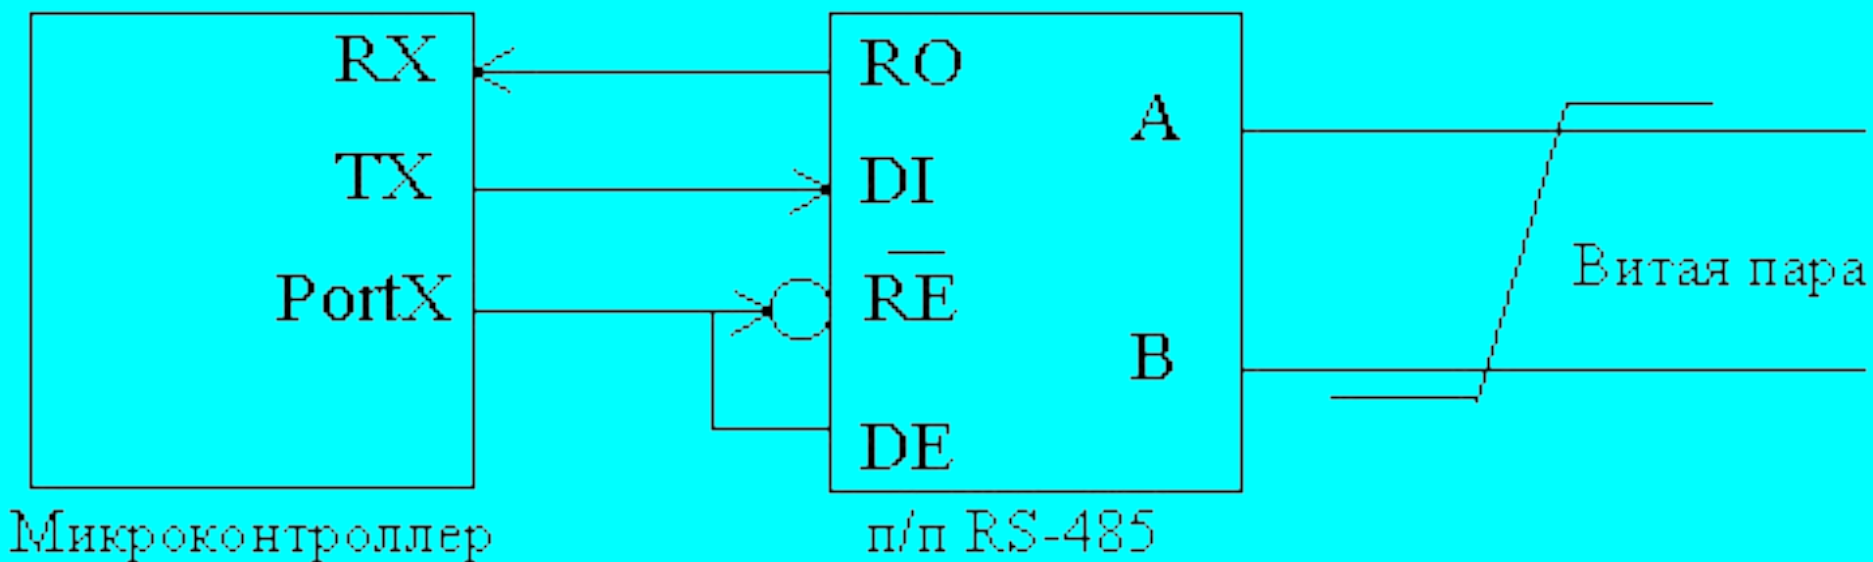 RX
TX
PortX
Микроконтроллер
RO
DI
RE
DE
A
B
п/п RS-485
Витая пара